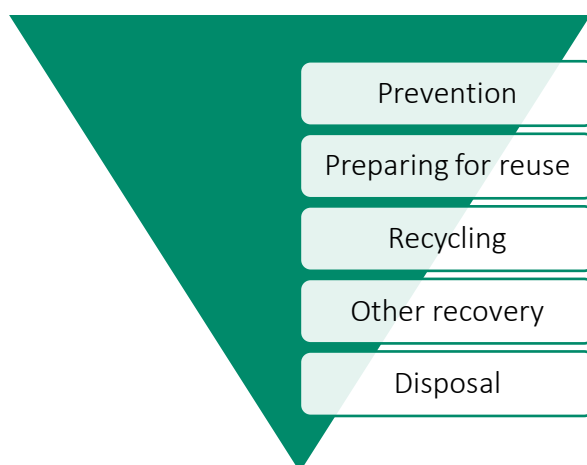 Prevention
Preparing for reuse
Recycling
Other recovery
Disposal